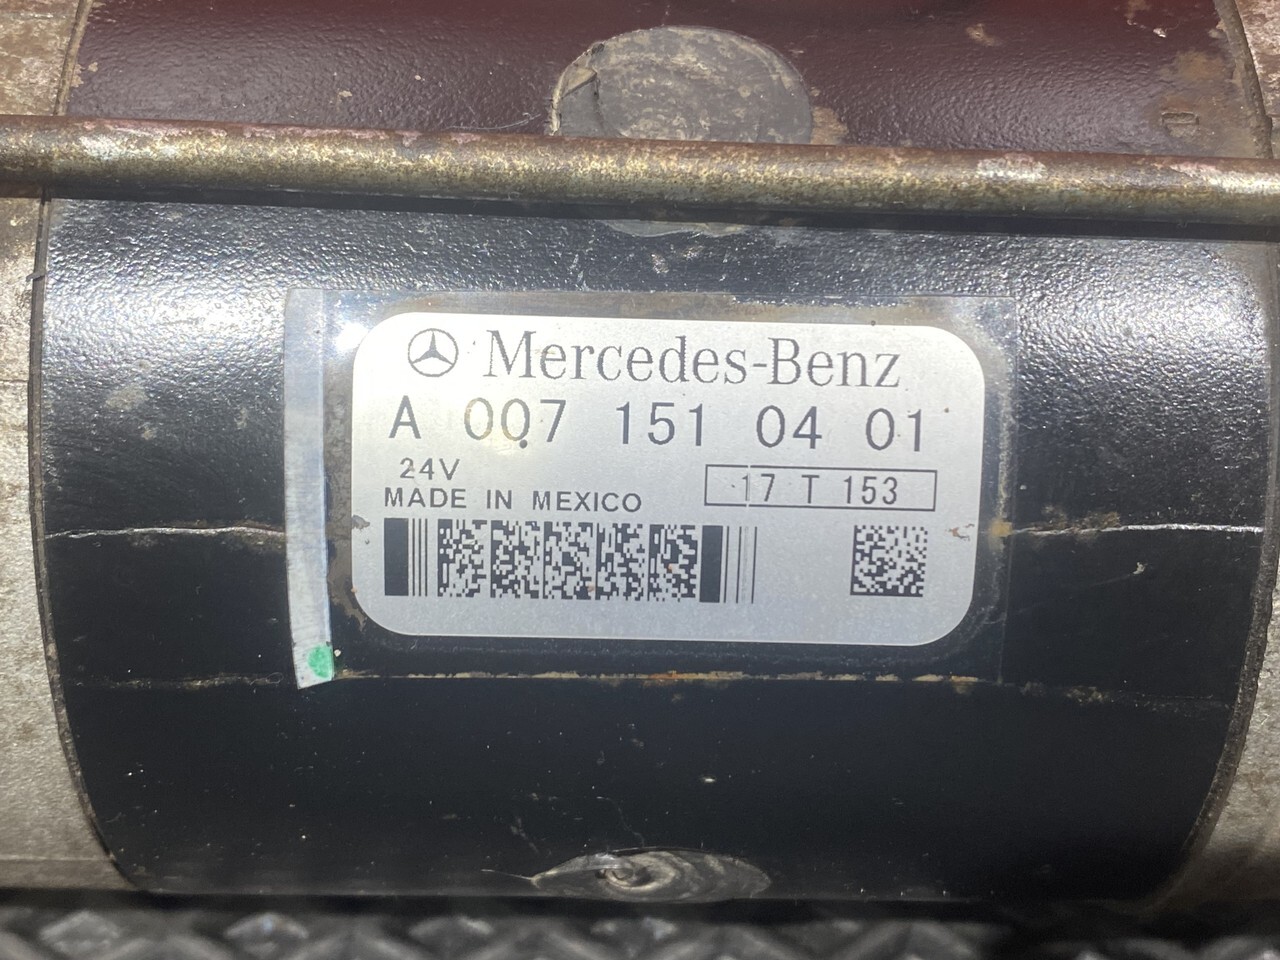 Mercedes-Benz
A 007 151 04 01
24V
MADE IN MEXICO
17 T 153